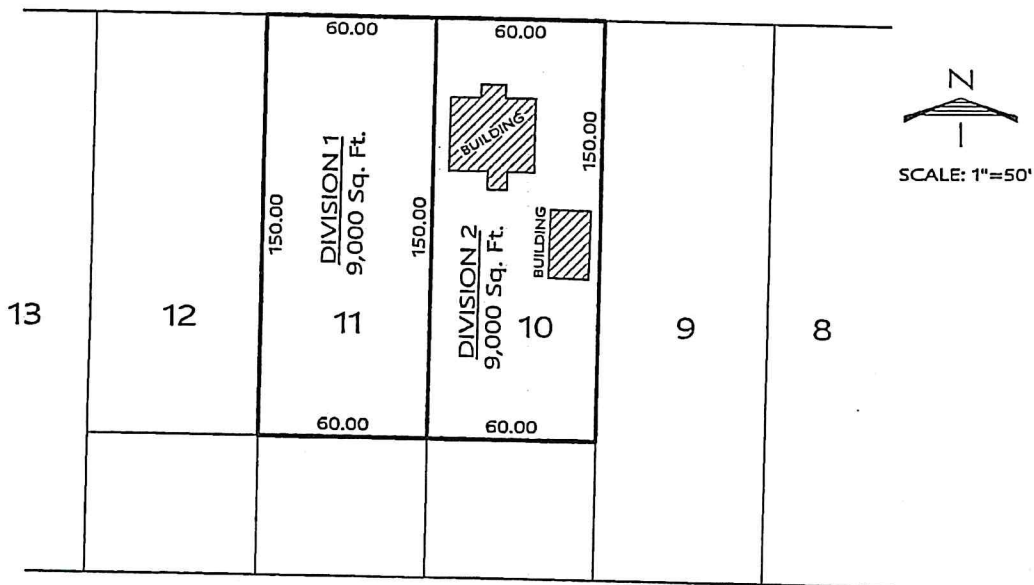 60.00
60.00
N
BUILDING
150.00
SCALE: 1"=50'
DIVISION 1
9,000 Sq. Ft.
150.00
150.00
DIVISION 2
9,000 Sq. Ft.
BUILDING
13
12
11
10
9
8
60.00
60.00